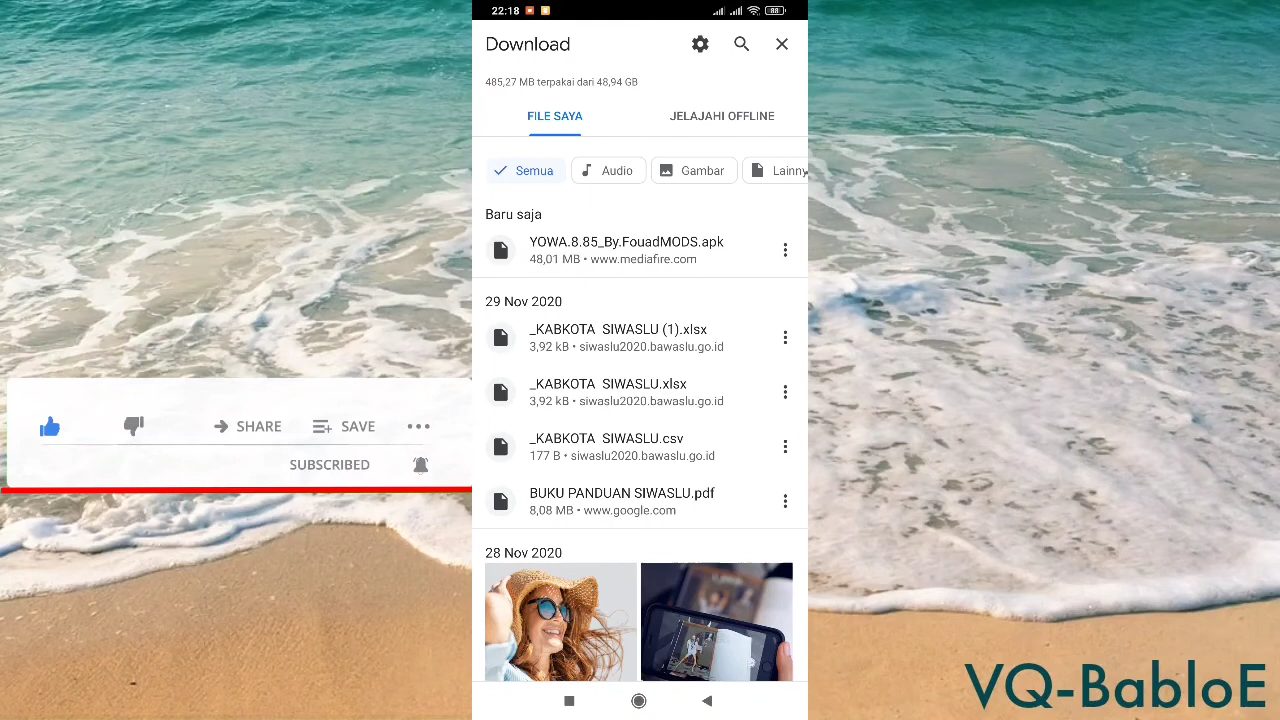 22:18
88
Download
485,27 MB terpakai dari 48,94 GB
FILE SAYA
JELAJAHI OFFLINE
Semua
Audio
Gambar
Lainny
Baru saja
YOWA.8.85_By.FouadMODS.apk
48,01 MB • www.mediafire.com
29 Nov 2020
_KABKOTA SIWASLU (1).xlsx
3,92 kB • siwaslu2020.bawaslu.go.id
_KABKOTA SIWASLU.xlsx
3,92 kB • siwaslu2020.bawaslu.go.id
_KABKOTA SIWASLU.csv
177 B • siwaslu2020.bawaslu.go.id
BUKU PANDUAN SIWASLU.pdf
8,08 MB • www.google.com
28 Nov 2020
SHARE
SAVE
SUBSCRIBED
VQ-BabloE